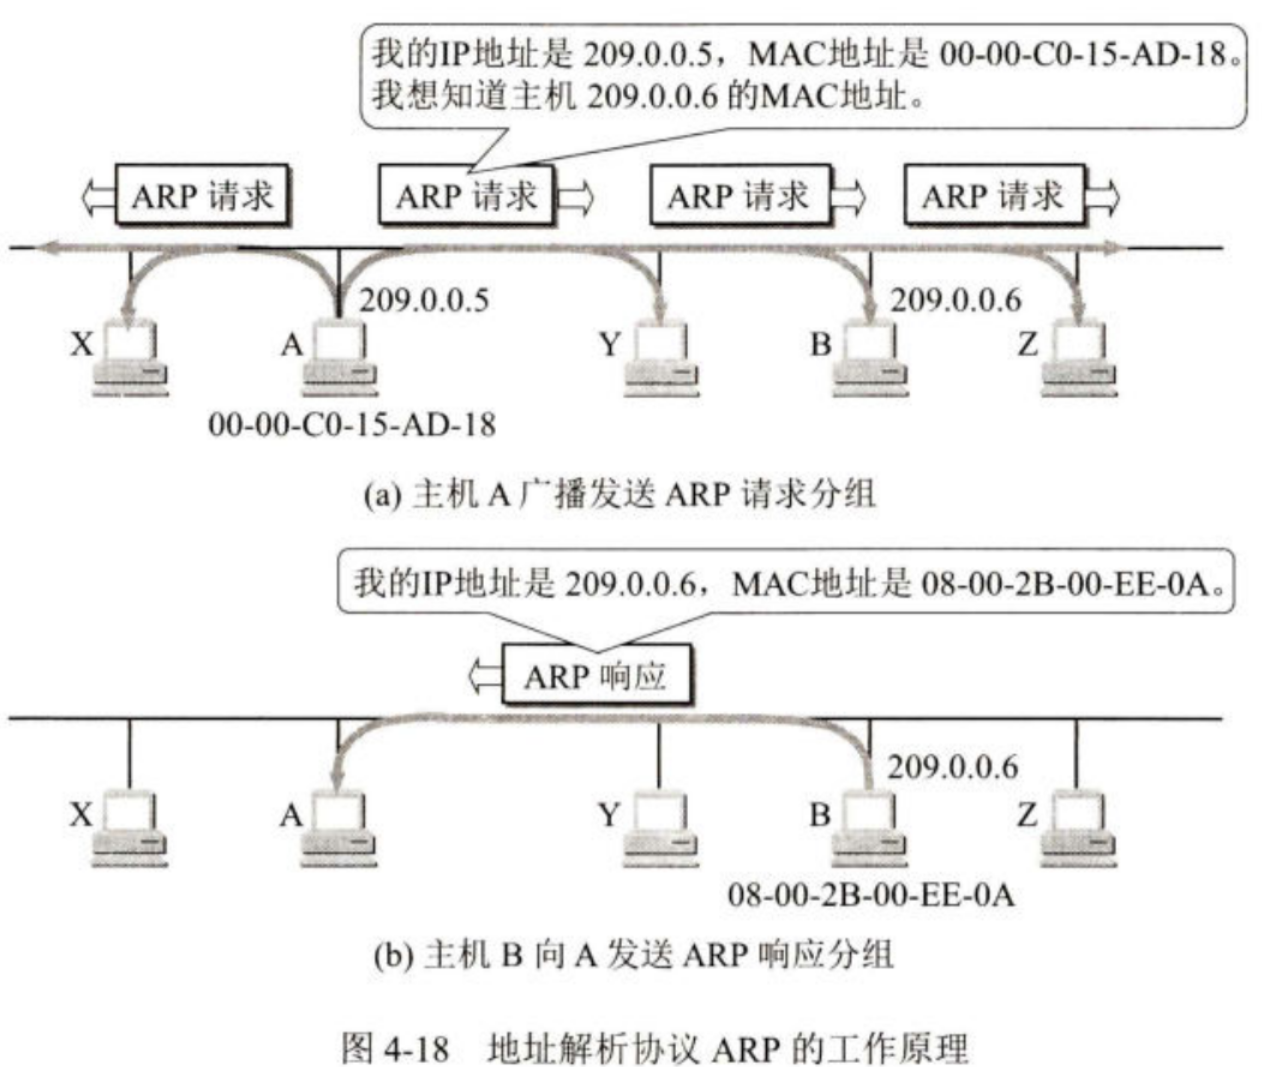 我的IP地址是 209.0.0.5，MAC地址是 00-00-C0-15-AD-18。
我想知道主机 209.0.0.6 的MAC地址。
ARP 请求
ARP 请求
ARP 请求
ARP 请求
209.0.0.5
209.0.0.6
X
A
Y
B
Z
00-00-C0-15-AD-18
(a) 主机 A 广播发送 ARP 请求分组
我的IP地址是 209.0.0.6，MAC地址是 08-00-2B-00-EE-0A。
ARP 响应
209.0.0.6
X
A
Y
B
Z
08-00-2B-00-EE-0A
(b) 主机 B 向 A 发送 ARP 响应分组
图 4-18 地址解析协议 ARP 的工作原理